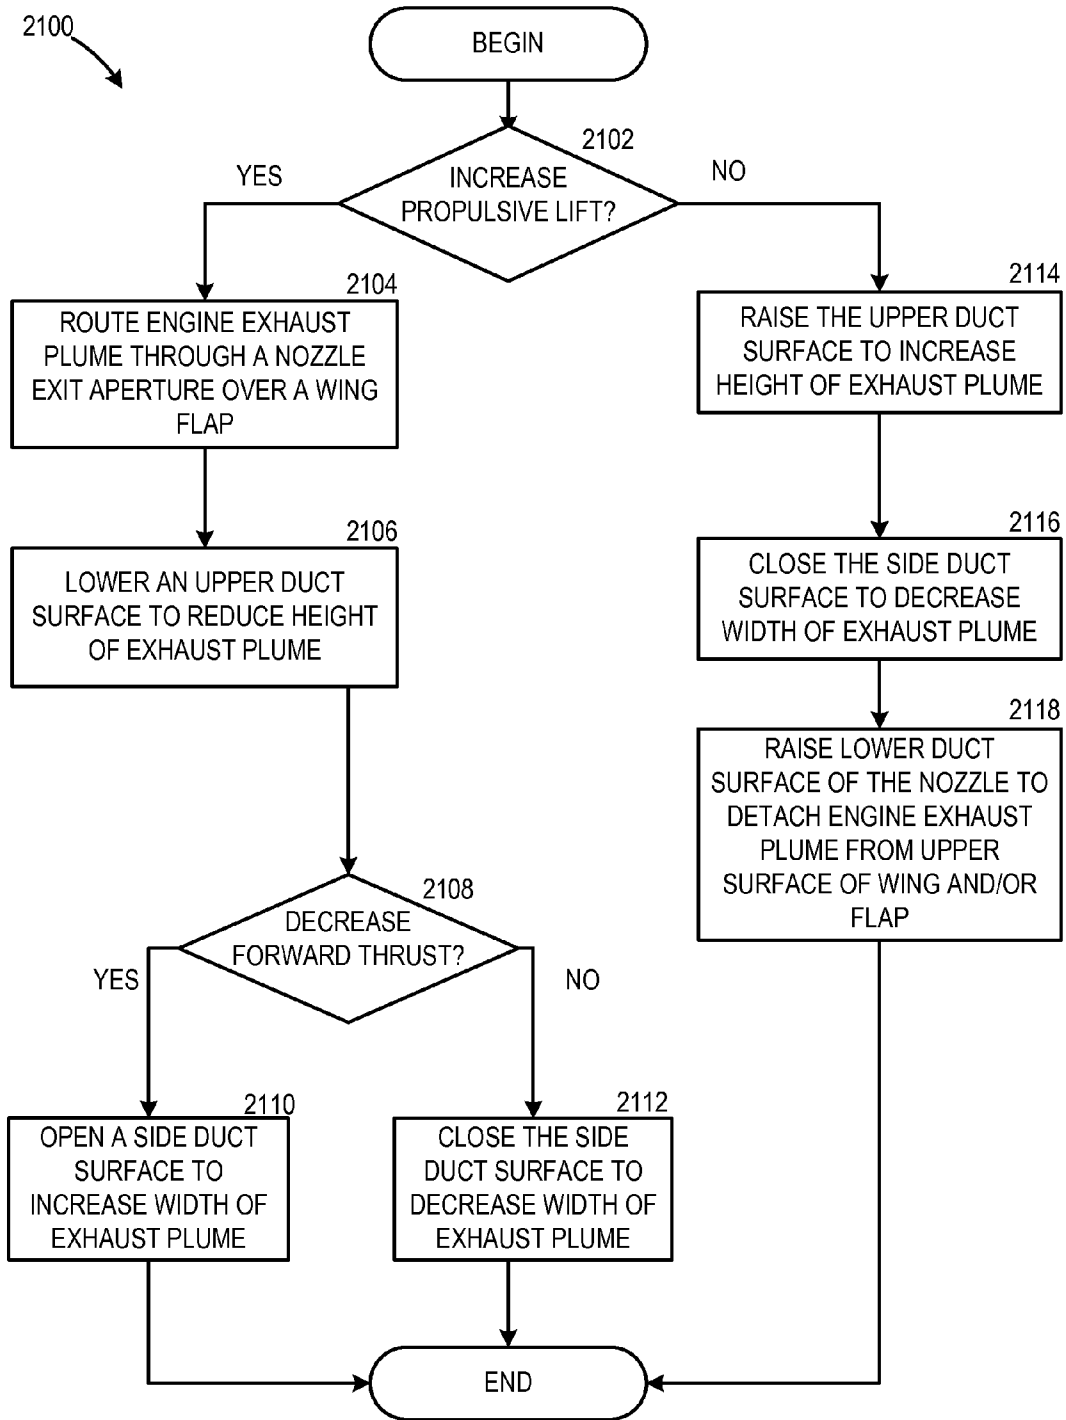 2100
BEGIN
2102
INCREASE
PROPULSIVE LIFT?
YES
NO
2104
ROUTE ENGINE EXHAUST
PLUME THROUGH A NOZZLE
EXIT APERTURE OVER A WING
FLAP
2106
LOWER AN UPPER DUCT
SURFACE TO REDUCE HEIGHT
OF EXHAUST PLUME
2108
DECREASE
FORWARD THRUST?
YES
NO
2110
OPEN A SIDE DUCT
SURFACE TO
INCREASE WIDTH OF
EXHAUST PLUME
2112
CLOSE THE SIDE
DUCT SURFACE TO
DECREASE WIDTH OF
EXHAUST PLUME
2114
RAISE THE UPPER DUCT
SURFACE TO INCREASE
HEIGHT OF EXHAUST PLUME
2116
CLOSE THE SIDE DUCT
SURFACE TO DECREASE
WIDTH OF EXHAUST PLUME
2118
RAISE LOWER DUCT
SURFACE OF THE NOZZLE TO
DETACH ENGINE EXHAUST
PLUME FROM UPPER
SURFACE OF WING AND/OR
FLAP
END